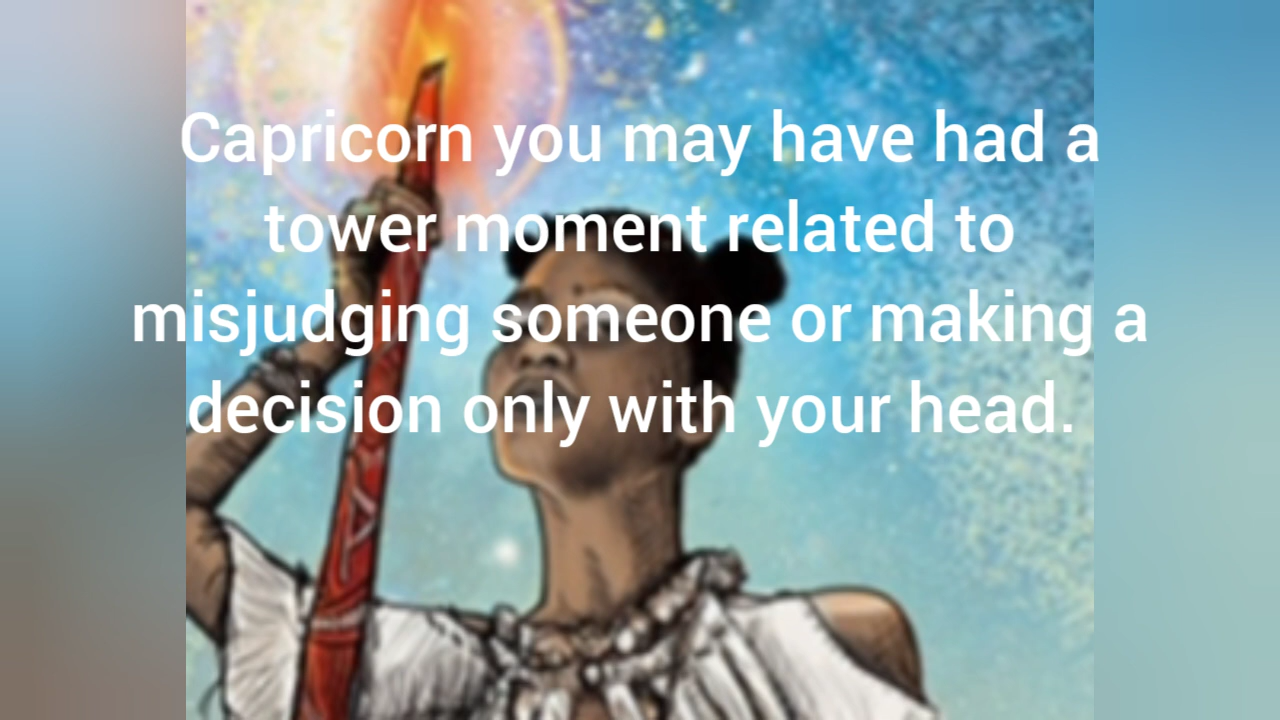 Capricorn you may have had a
tower moment related to
misjudging someone or making a
decision only with your head.